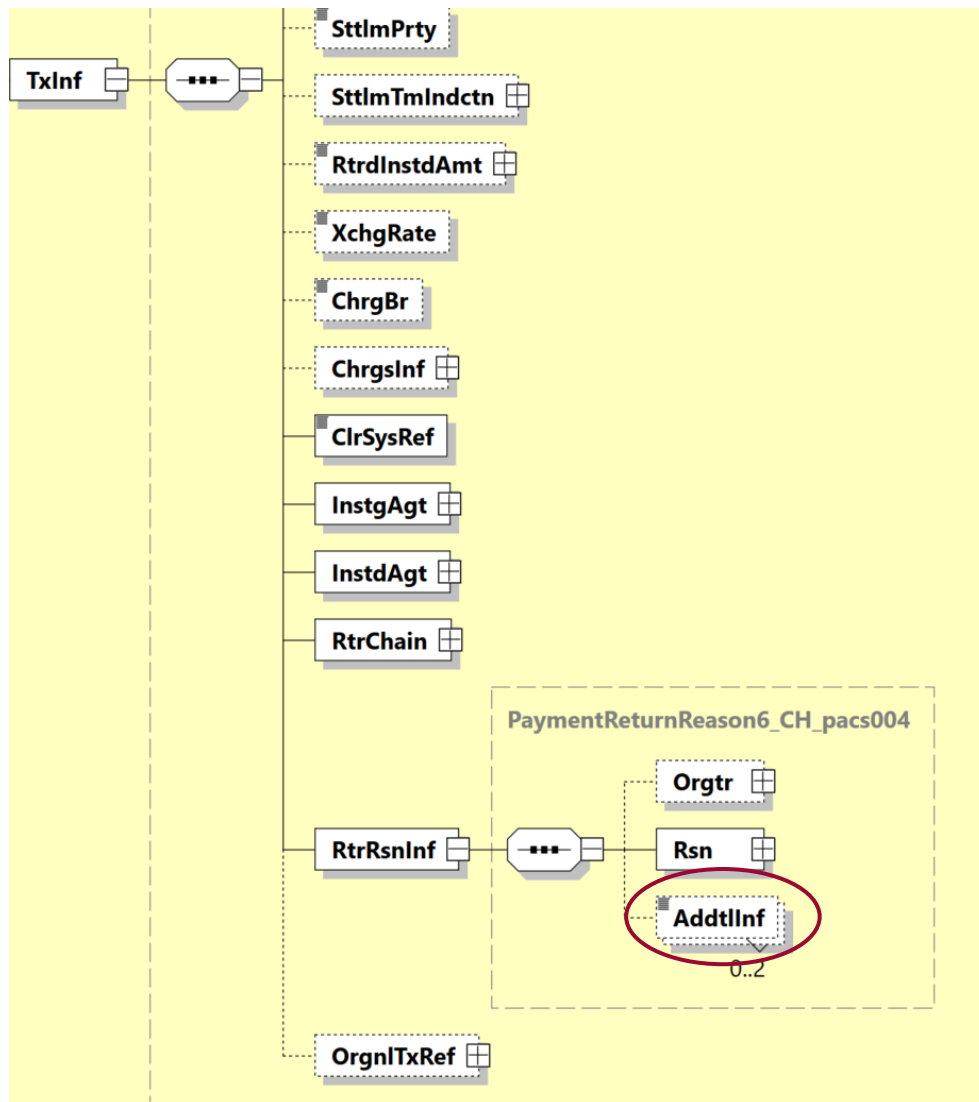 SttlmPrty
TxInf
SttlmTmIndctn
RtrdInstdAmt
XchgRate
ChrgBr
ChrgsInf
ClrSysRef
InstgAgt
InstdAgt
RtrChain
PaymentReturnReason6_CH_pacs004
Orgtr
RtrRsnInf
Rsn
AddtlInf
0..2
OrgnlTxRef